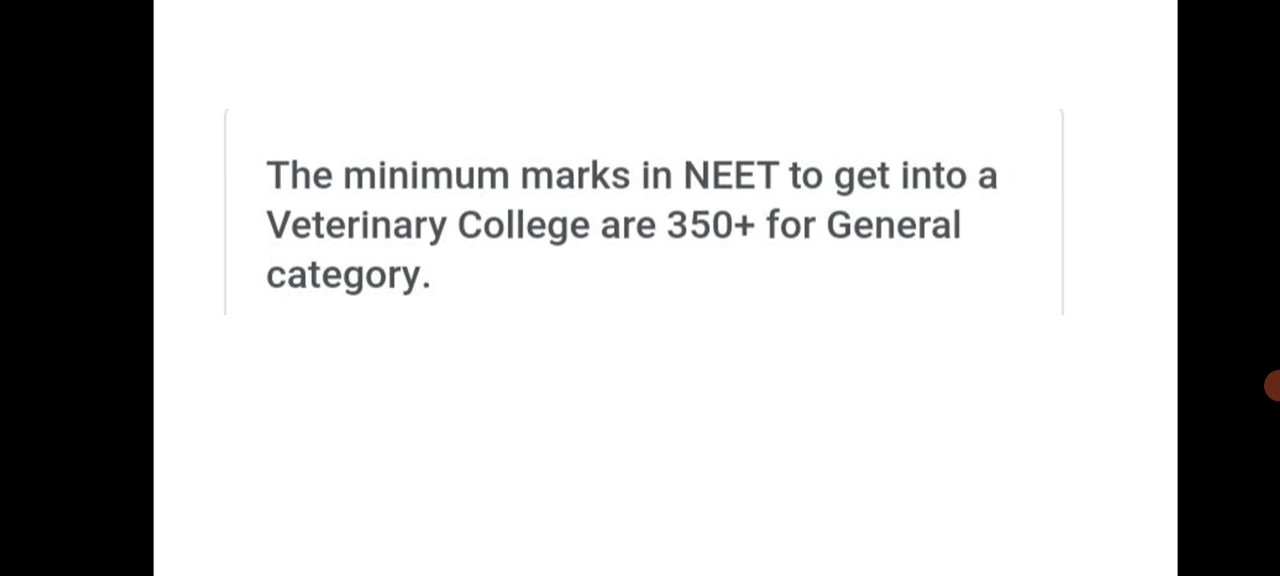 The minimum marks in NEET to get into a
Veterinary College are 350+ for General
category.